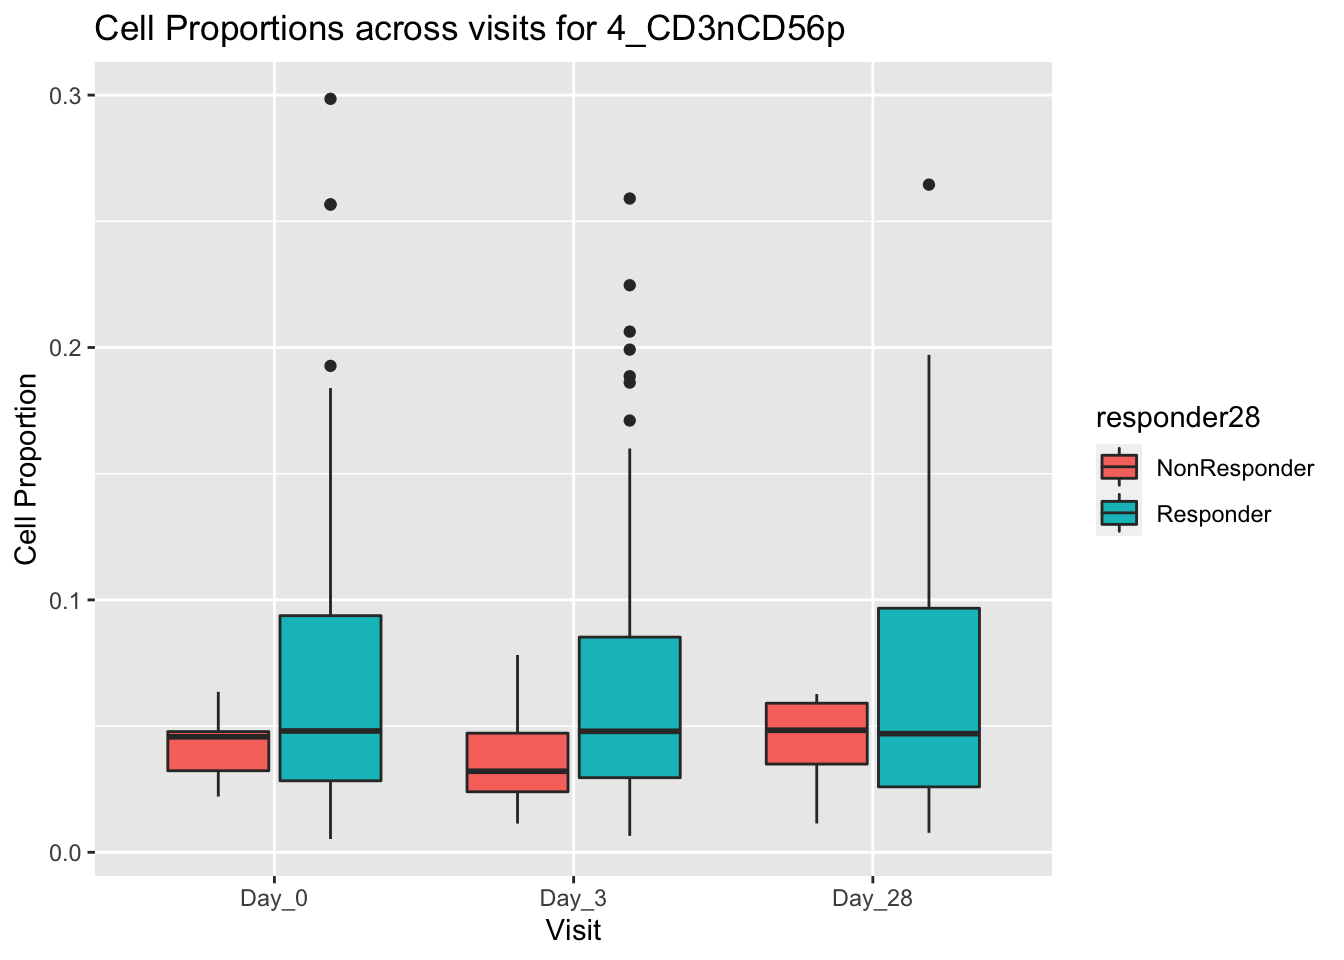 Cell Proportions across visits for 4_CD3nCD56p
0.3
0.2
0.1
0.0
Cell Proportion
Day_0
Day_3
Day_28
Visit
responder28
NonResponder
Responder